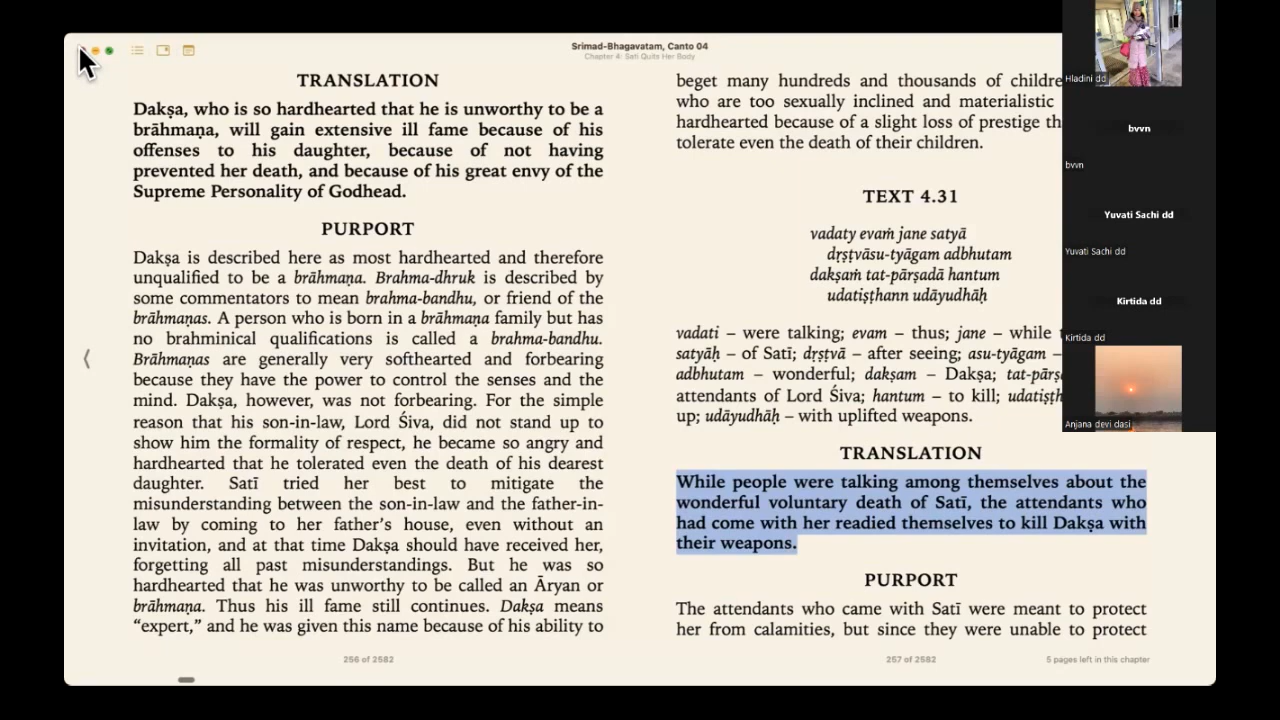 Srimad-Bhagavatam, Canto 04
Chapter 4: Sati Quits Her Body
TRANSLATION
Dakṣa, who is so hardhearted that he is unworthy to be a
brāhmaṇa, will gain extensive ill fame because of his
offenses to his daughter, because of not having
prevented her death, and because of his great envy of the
Supreme Personality of Godhead.
PURPORT
Dakṣa is described here as most hardhearted and therefore
unqualified to be a brāhmaṇa. Brahma-dhruk is described by
some commentators to mean brahma-bandhu, or friend of the
brāhmaṇas. A person who is born in a brāhmaṇa family but has
no brahminical qualifications is called a brahma-bandhu.
Brāhmaṇas are generally very softhearted and forbearing
because they have the power to control the senses and the
mind. Dakṣa, however, was not forbearing. For the simple
reason that his son-in-law, Lord Śiva, did not stand up to
show him the formality of respect, he became so angry and
hardhearted that he tolerated even the death of his dearest
daughter. Satī tried her best to mitigate the
misunderstanding between the son-in-law and the father-in-
law by coming to her father's house, even without an
invitation, and at that time Dakṣa should have received her,
forgetting all past misunderstandings. But he was so
hardhearted that he was unworthy to be called an Āryan or
brāhmaṇa. Thus his ill fame still continues. Dakṣa means
“expert,” and he was given this name because of his ability to
256 of 2582
beget many hundreds and thousands of childre
who are too sexually inclined and materialistic
hardhearted because of a slight loss of prestige th
tolerate even the death of their children.
TEXT 4.31
vadaty evaṁ jane satyā
dṛṣṭvāsu-tyāgam adbhutam
dakṣaṁ tat-pārṣadā hantum
udatiṣṭhann udāyudhāḥ
vadati – were talking; evam – thus; jane – while t
satyāḥ – of Satī; dṛṣṭvā – after seeing; asu-tyāgam –
adbhutam – wonderful; dakṣam – Dakṣa; tat-pārṣa
attendants of Lord Śiva; hantum – to kill; udatiṣṭh
up; udāyudhāḥ – with uplifted weapons.
TRANSLATION
While people were talking among themselves about the
wonderful voluntary death of Satī, the attendants who
had come with her readied themselves to kill Dakṣa with
their weapons.
PURPORT
The attendants who came with Satī were meant to protect
her from calamities, but since they were unable to protect
257 of 2582
5 pages left in this chapter
Hladini dd
bvvn
bvvn
Yuvati Sachi dd
Yuvati Sachi dd
Kirtida dd
Kirtida dd
Anjana devi dasi